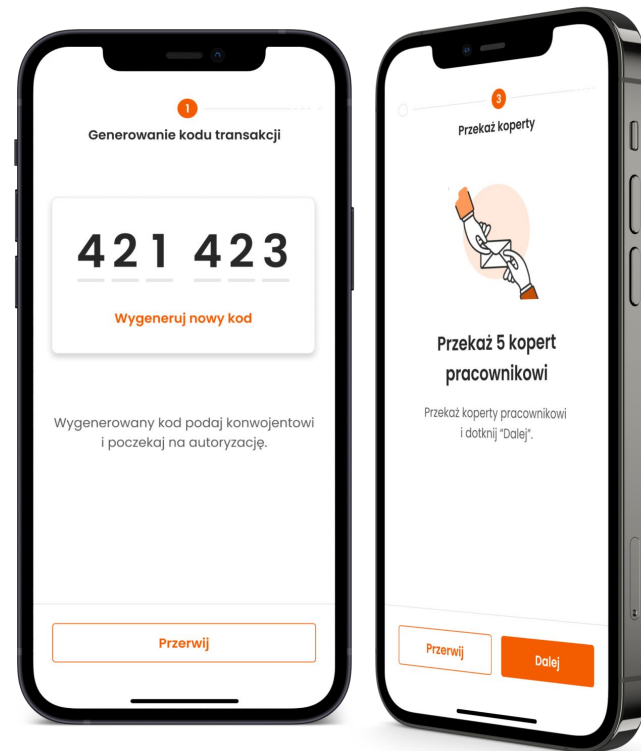 1
Generowanie kodu transakcji
421 423
Wygeneruj nowy kod
Wygenerowany kod podaj konwojentowi
i poczekaj na autoryzację.
Przerwij
3
Przekaż koperty
Przekaż 5 kopert
pracownikowi
Przekaż koperty pracownikowi
i dotknij “Dalej”.
Przerwij
Dalej